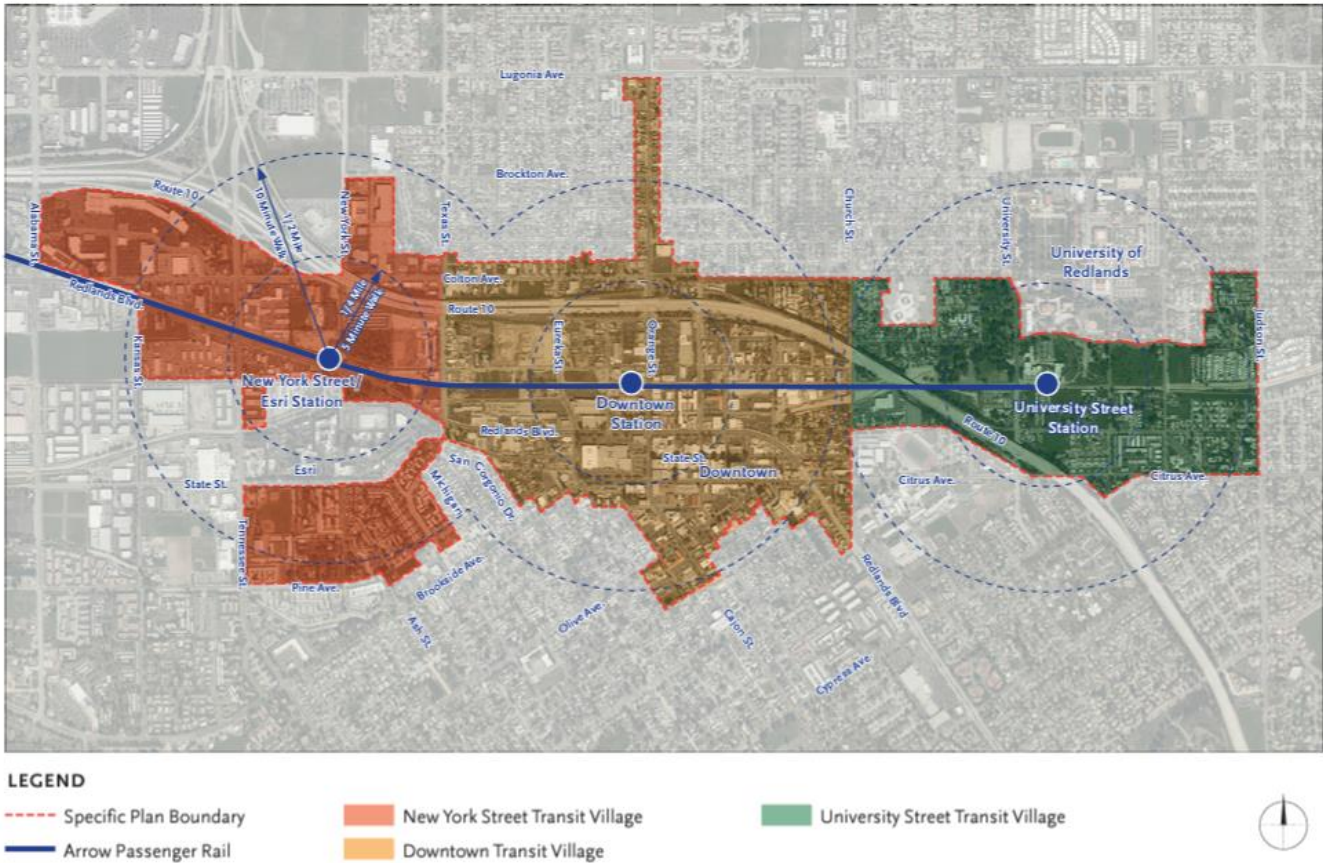 Lugonia Ave
Brockton Ave.
Route 10
10 Minute Walk
1/2 Mile
New York St.
Texas St.
Church St.
University St.
University of
Redlands
Alabama St.
Colton Ave.
Redlands Blvd.
1/4 Mile
5 Minute Walk
Route 10
Eureka St.
Orange St.
Judson St.
Kansas St.
New York Street/
Esri Station
Downtown
Station
University Street
Station
Route 10
Redlands Blvd.
State St.
Downtown
San Gorgonio Dr.
Esri
State St.
Michigan
Citrus Ave.
Citrus Ave.
Tennessee St.
Pine Ave.
Brookside Ave.
Redlands Blvd
Olive Ave.
Ash St.
Cajon St.
Cypress Ave
LEGEND
Specific Plan Boundary
New York Street Transit Village
University Street Transit Village
Arrow Passenger Rail
Downtown Transit Village